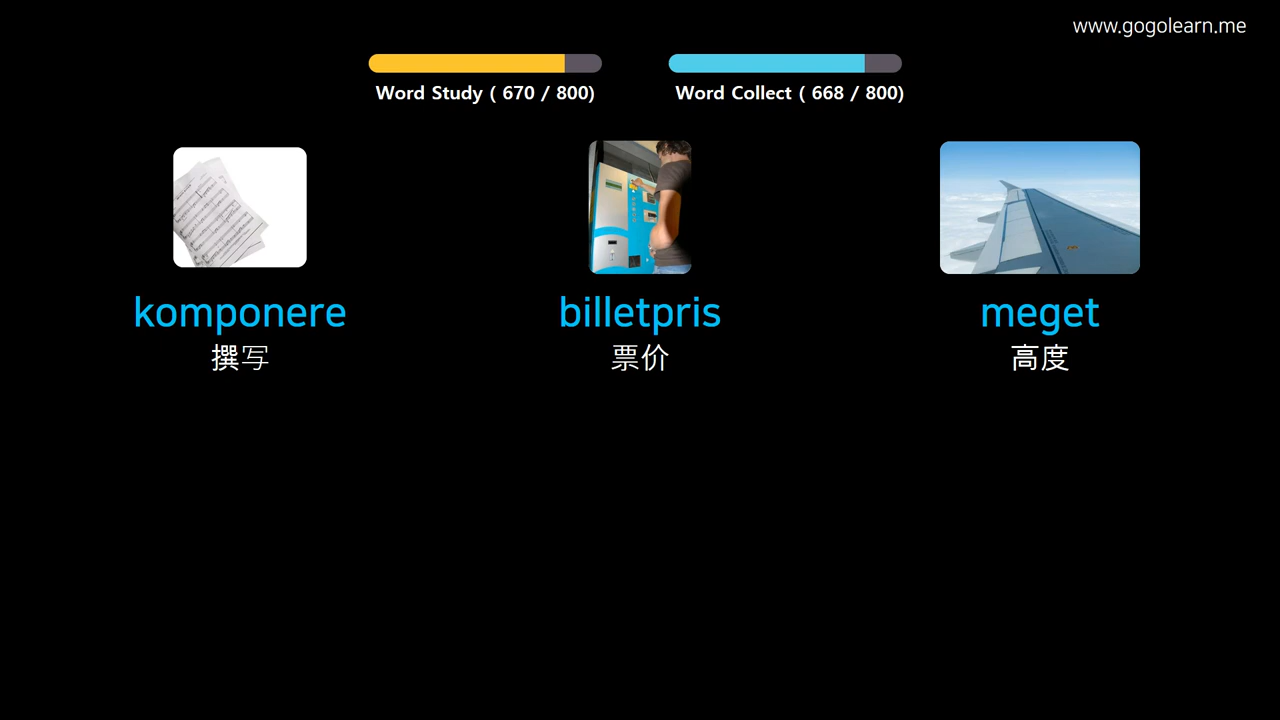 www.gogolearn.me
Word Study ( 670 / 800)
Word Collect ( 668 / 800)
komponere
billetpris
meget
撰写
票价
高度